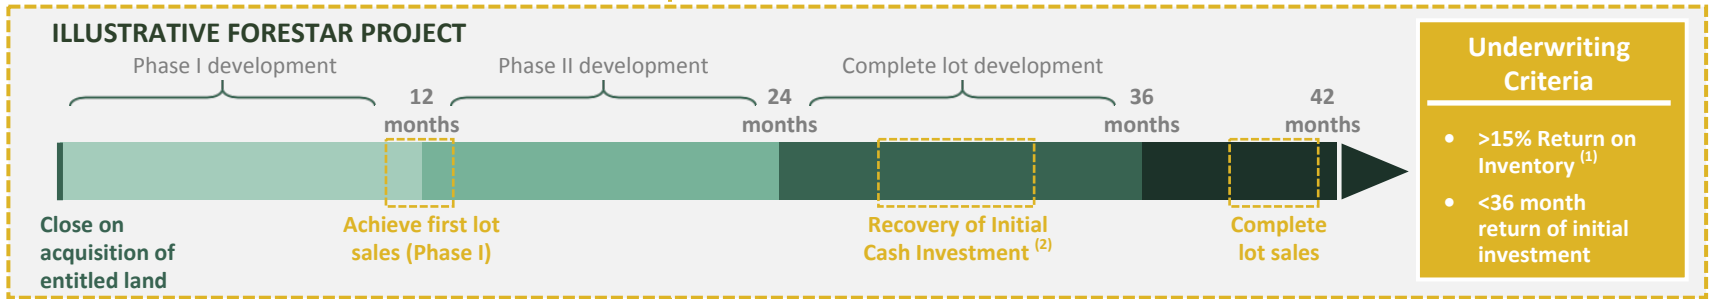 ILLUSTRATIVE FORESTAR PROJECT
Phase I development
Phase II development
Complete lot development
12
months
24
months
36
months
42
months
Close on
acquisition of
entitled land
Achieve first lot
sales (Phase I)
Recovery of Initial
Cash Investment (2)
Complete
lot sales
Underwriting
Criteria
• >15% Return on
Inventory (1)
• <36 month
return of initial
investment